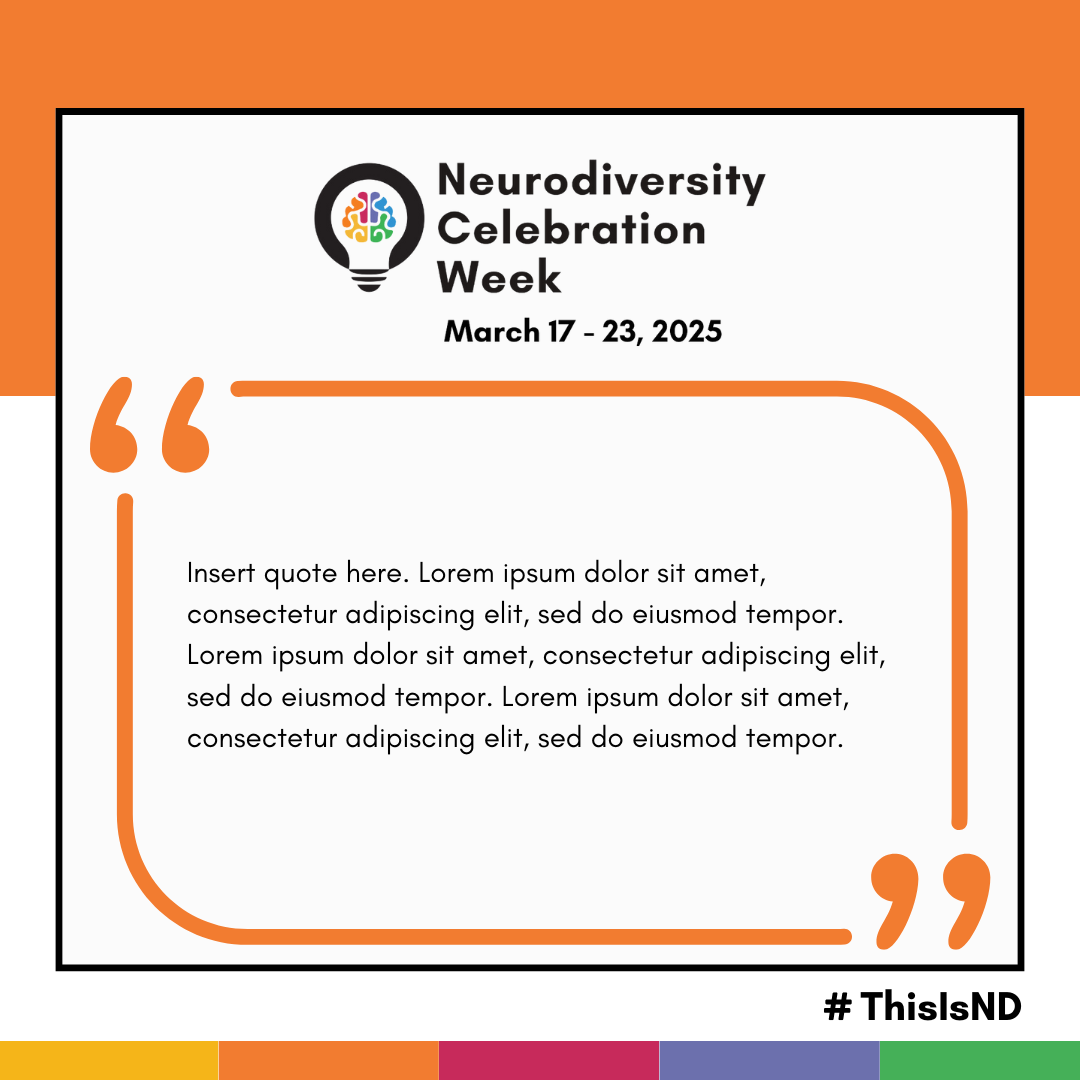 Neurodiversity
Celebration
Week
March 17 - 23, 2025
“
Insert quote here. Lorem ipsum dolor sit amet,
consectetur adipiscing elit, sed do eiusmod tempor.
Lorem ipsum dolor sit amet, consectetur adipiscing elit,
sed do eiusmod tempor. Lorem ipsum dolor sit amet,
consectetur adipiscing elit, sed do eiusmod tempor.
”
# ThisIsND